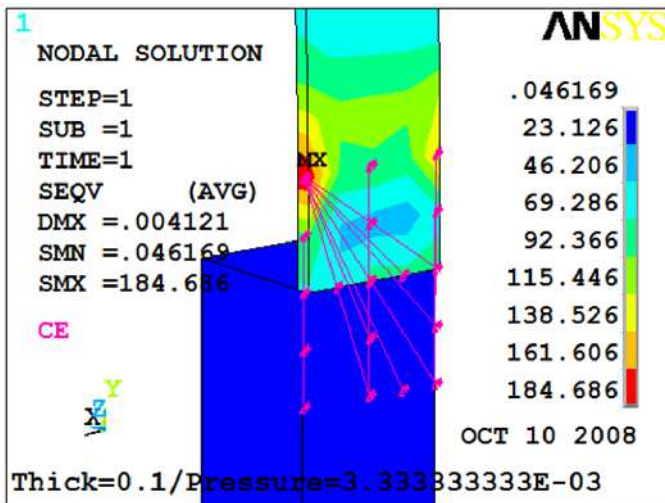 1
ANSYS
NODAL SOLUTION
STEP=1
SUB =1
TIME=1
SEQV (AVG)
DMX =.004121
SMN =.046169
SMX =184.686
CE
MX
.046169
23.126
46.206
69.286
92.366
115.446
138.526
161.606
184.686
Y
X Z
OCT 10 2008
Thick=0.1/Pressure=3.333333333E-03